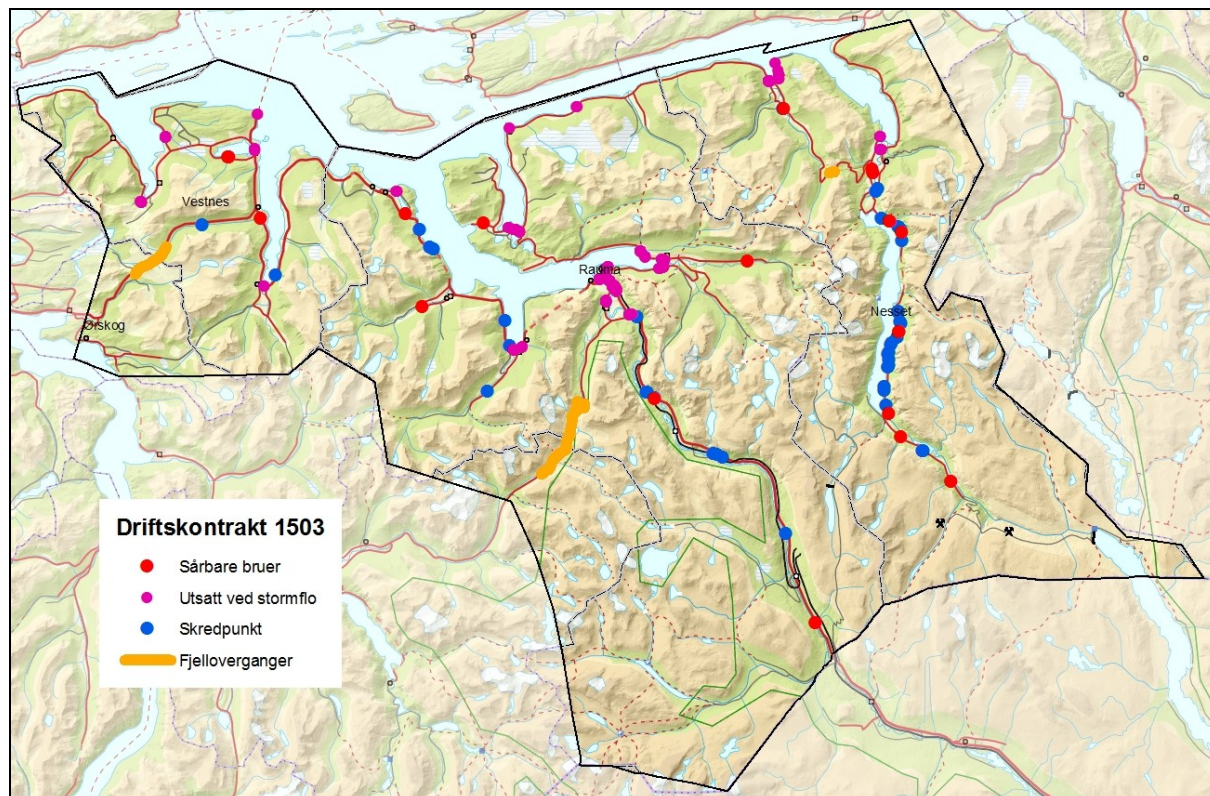 Vestnes
Rauma
Ørskog
Nesset
Driftskontrakt 1503
Sårbare bruer
Utsatt ved stormflo
Skredpunkt
Fjelloverganger